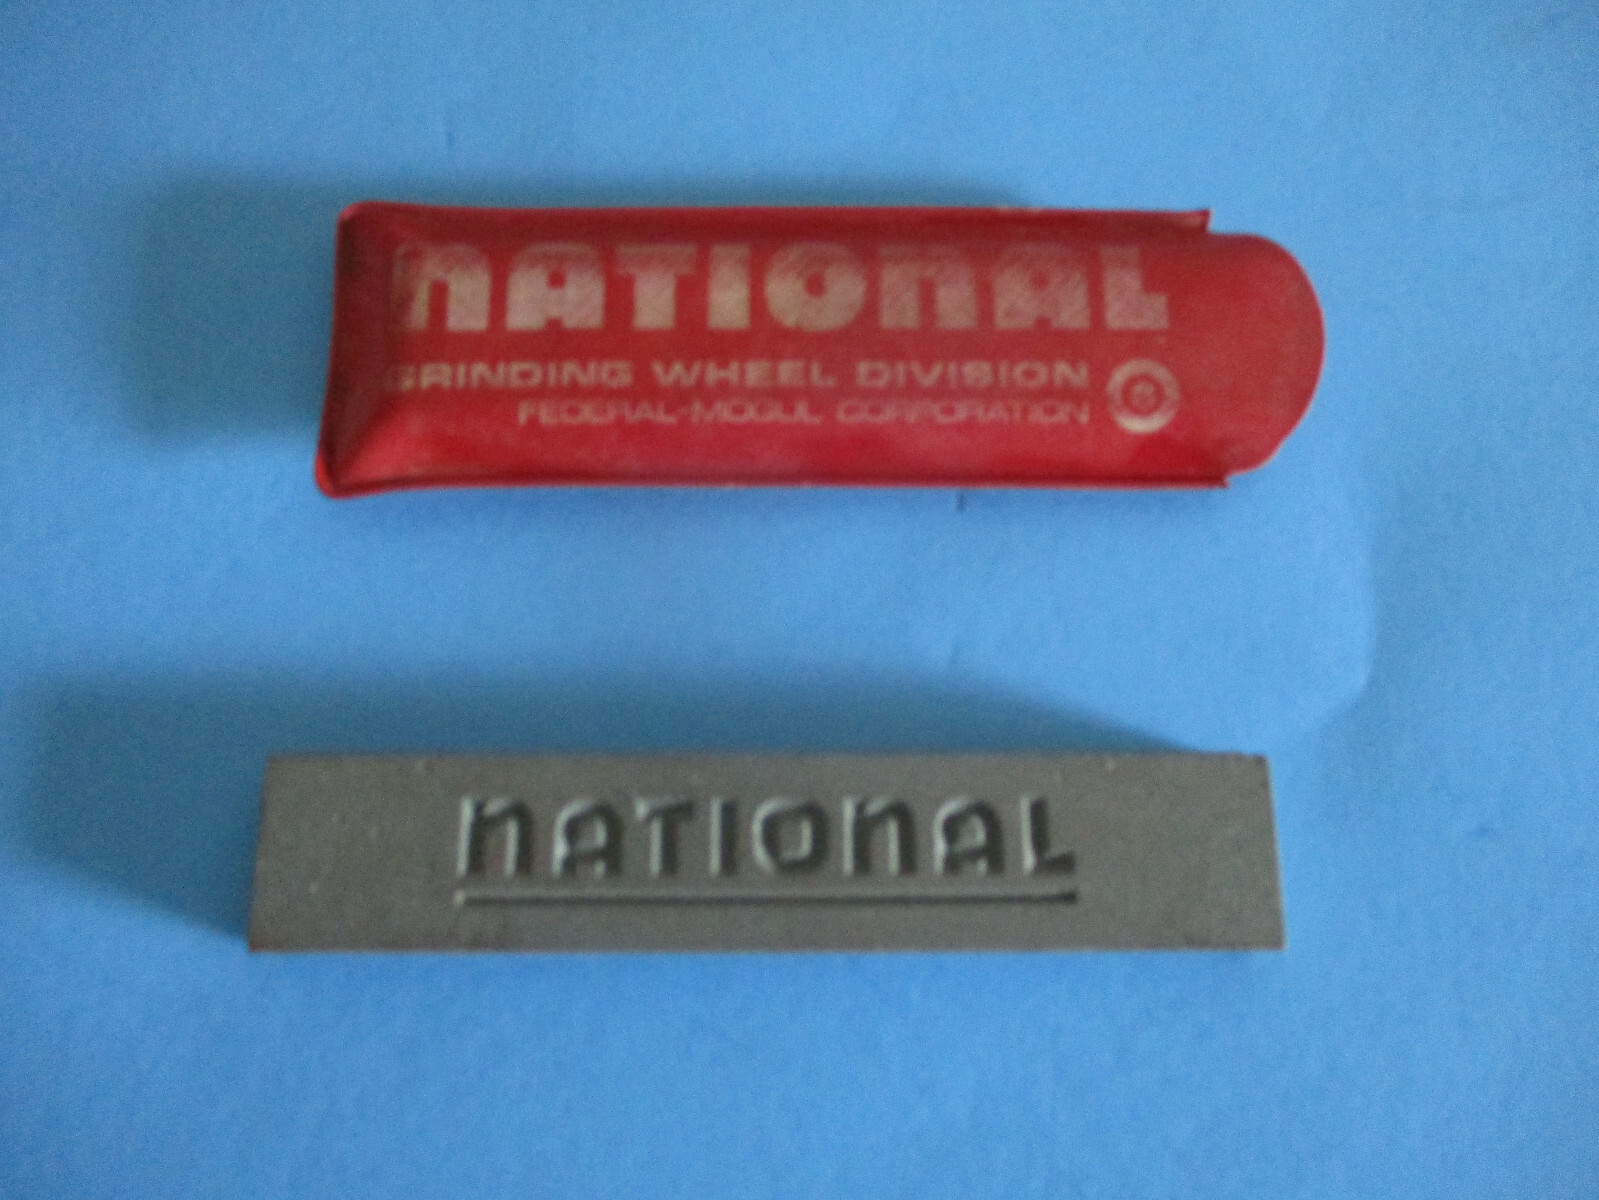 NATIONAL
GRINDING WHEEL DIVISION
FEDERAL-MOGUL CORPORATION
NATIONAL